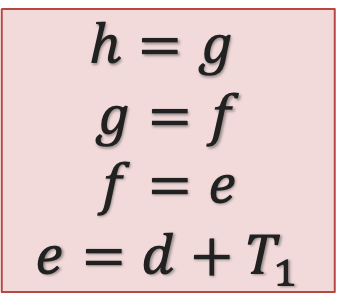 h = g
g = f
f = e
e = d + T₁